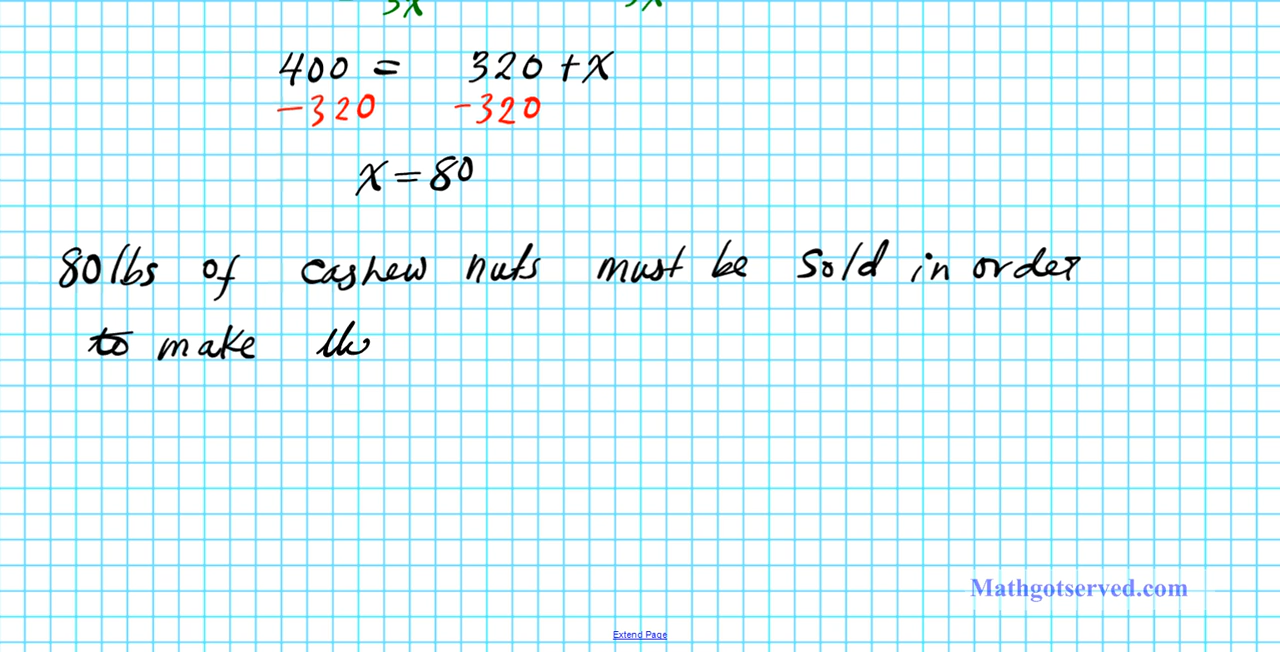 400 = 320 + x
-320 -320
x = 80
80 lbs of cashew nuts must be sold in order
to make
Mathgotserved.com
Extend Page